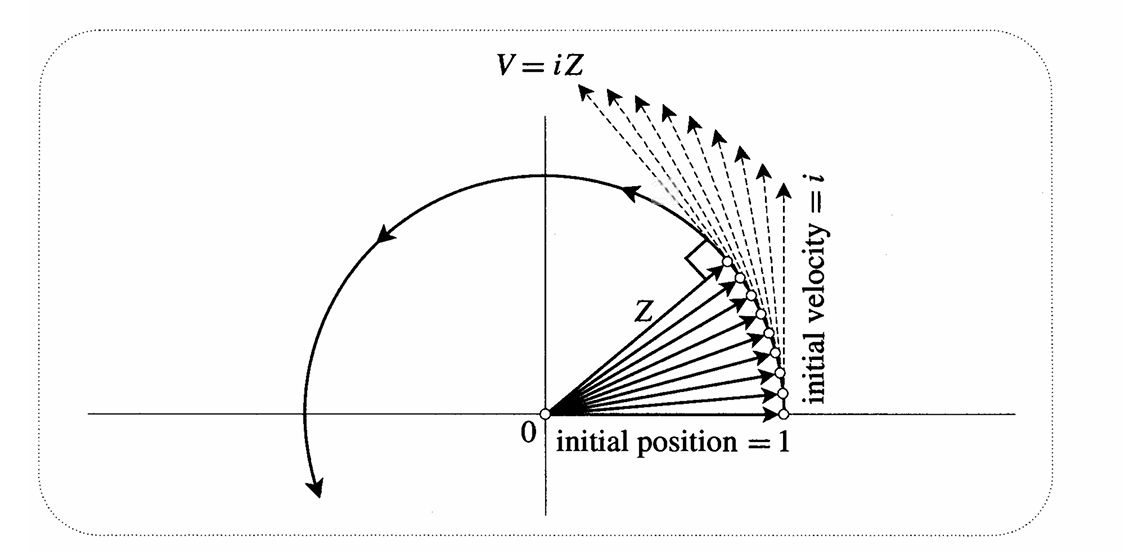 V = iZ
Z
initial velocity = i
0
initial position = 1